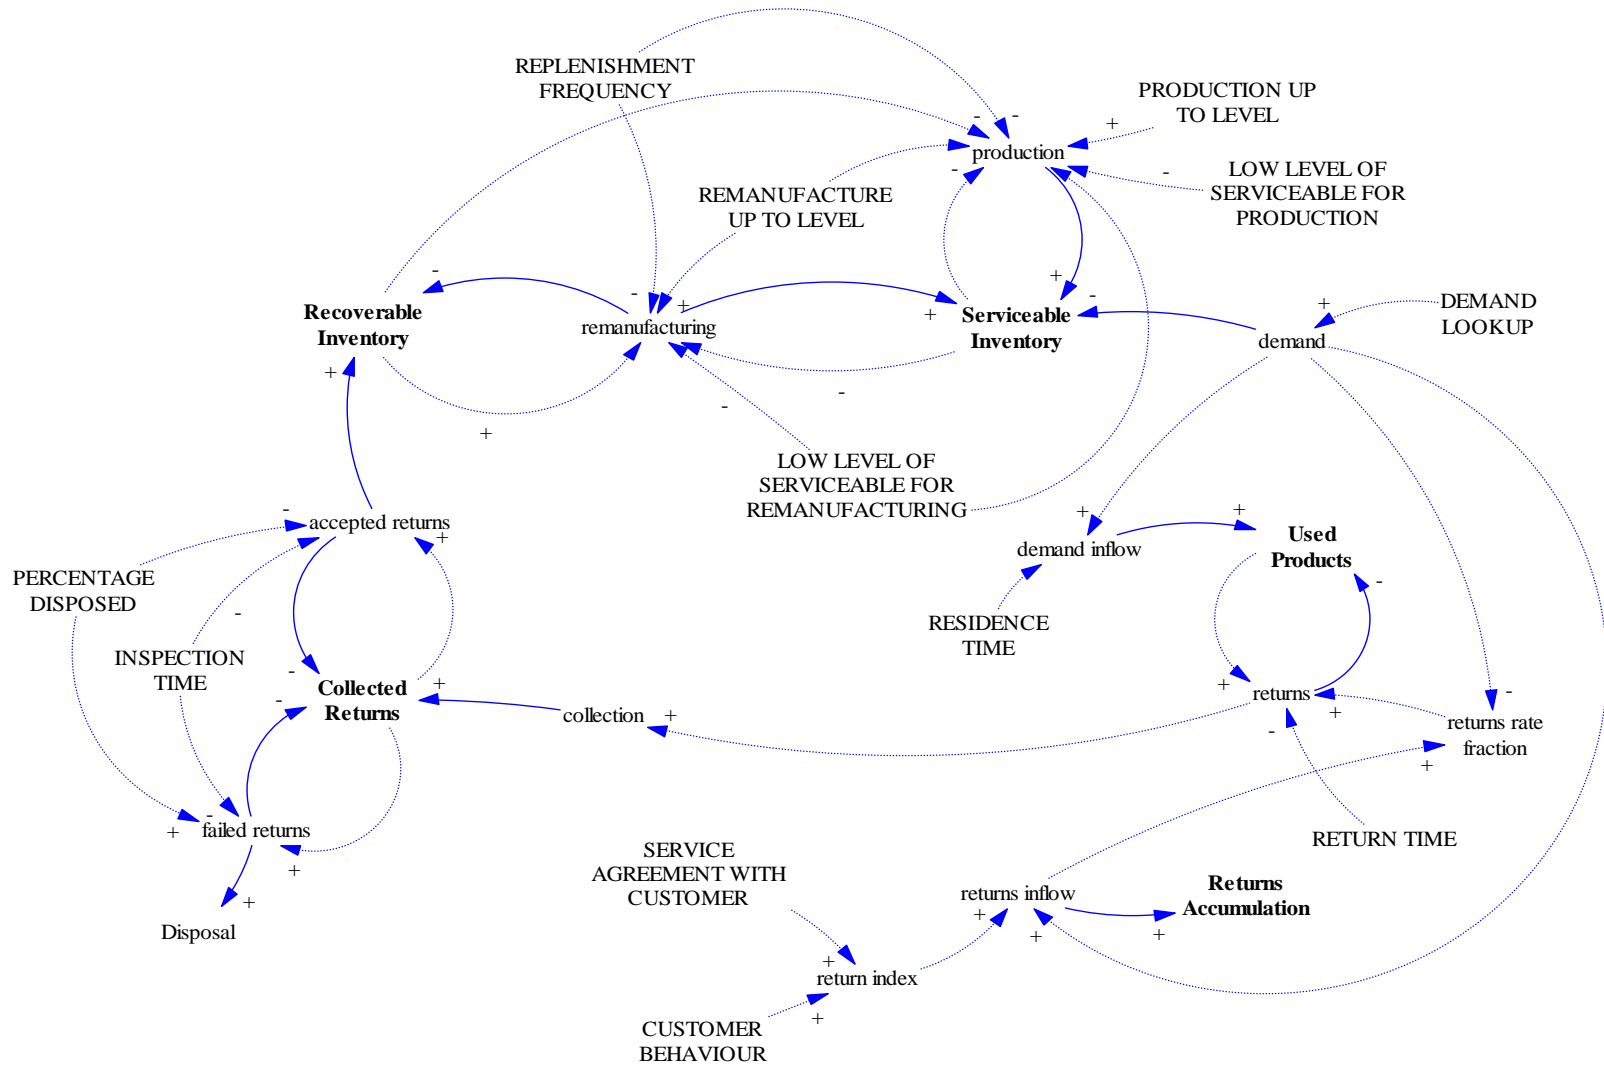 REPLENISHMENT
FREQUENCY
PRODUCTION UP
TO LEVEL
-
-
+
production
-
-
LOW LEVEL OF
SERVICEABLE FOR
PRODUCTION
REMANUFACTURE
UP TO LEVEL
-
-
+
+
-
+
+
Recoverable
Inventory
remanufacturing
Serviceable
Inventory
demand
DEMAND
LOOKUP
+
-
-
+
LOW LEVEL OF
SERVICEABLE FOR
REMANUFACTURING
-
accepted returns
+
+
+
demand inflow
Used
Products
PERCENTAGE
DISPOSED
-
-
RESIDENCE
TIME
INSPECTION
TIME
-
-
Collected
Returns
+
collection
+
+
returns
+
-
-
returns rate
fraction
+
+
-
failed returns
+
RETURN TIME
+
Disposal
SERVICE
AGREEMENT WITH
CUSTOMER
returns inflow
+
+
Returns
Accumulation
+
+
return index
+
CUSTOMER
BEHAVIOUR